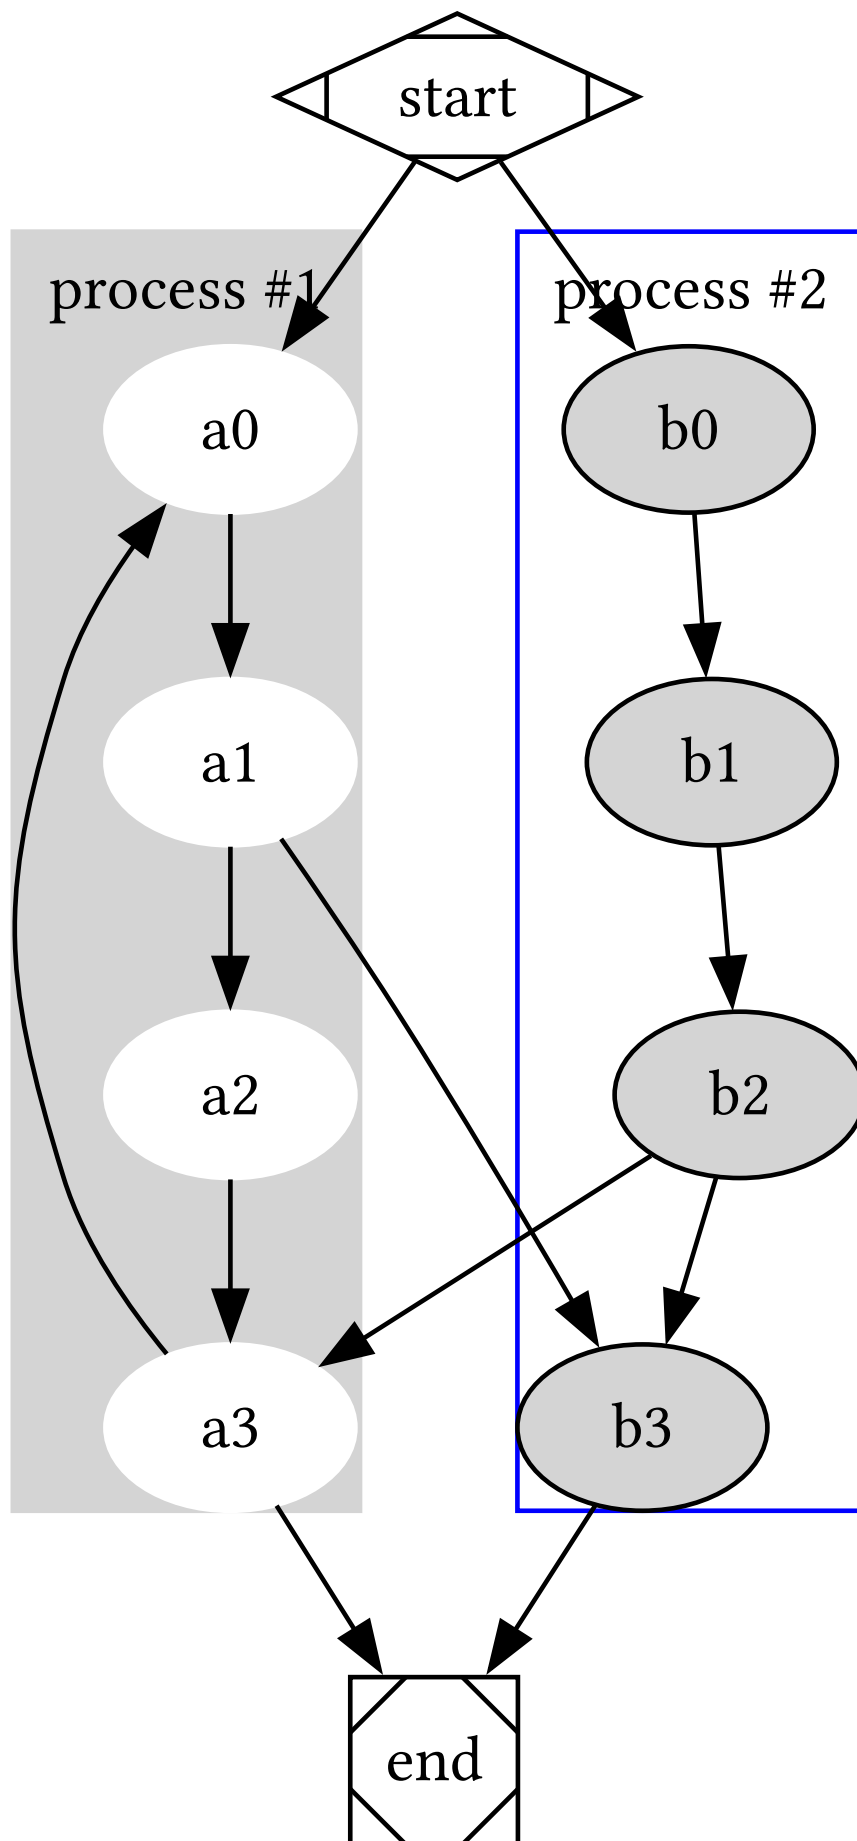 start
process #1
process #2
a0
b0
a1
b1
a2
b2
a3
b3
end